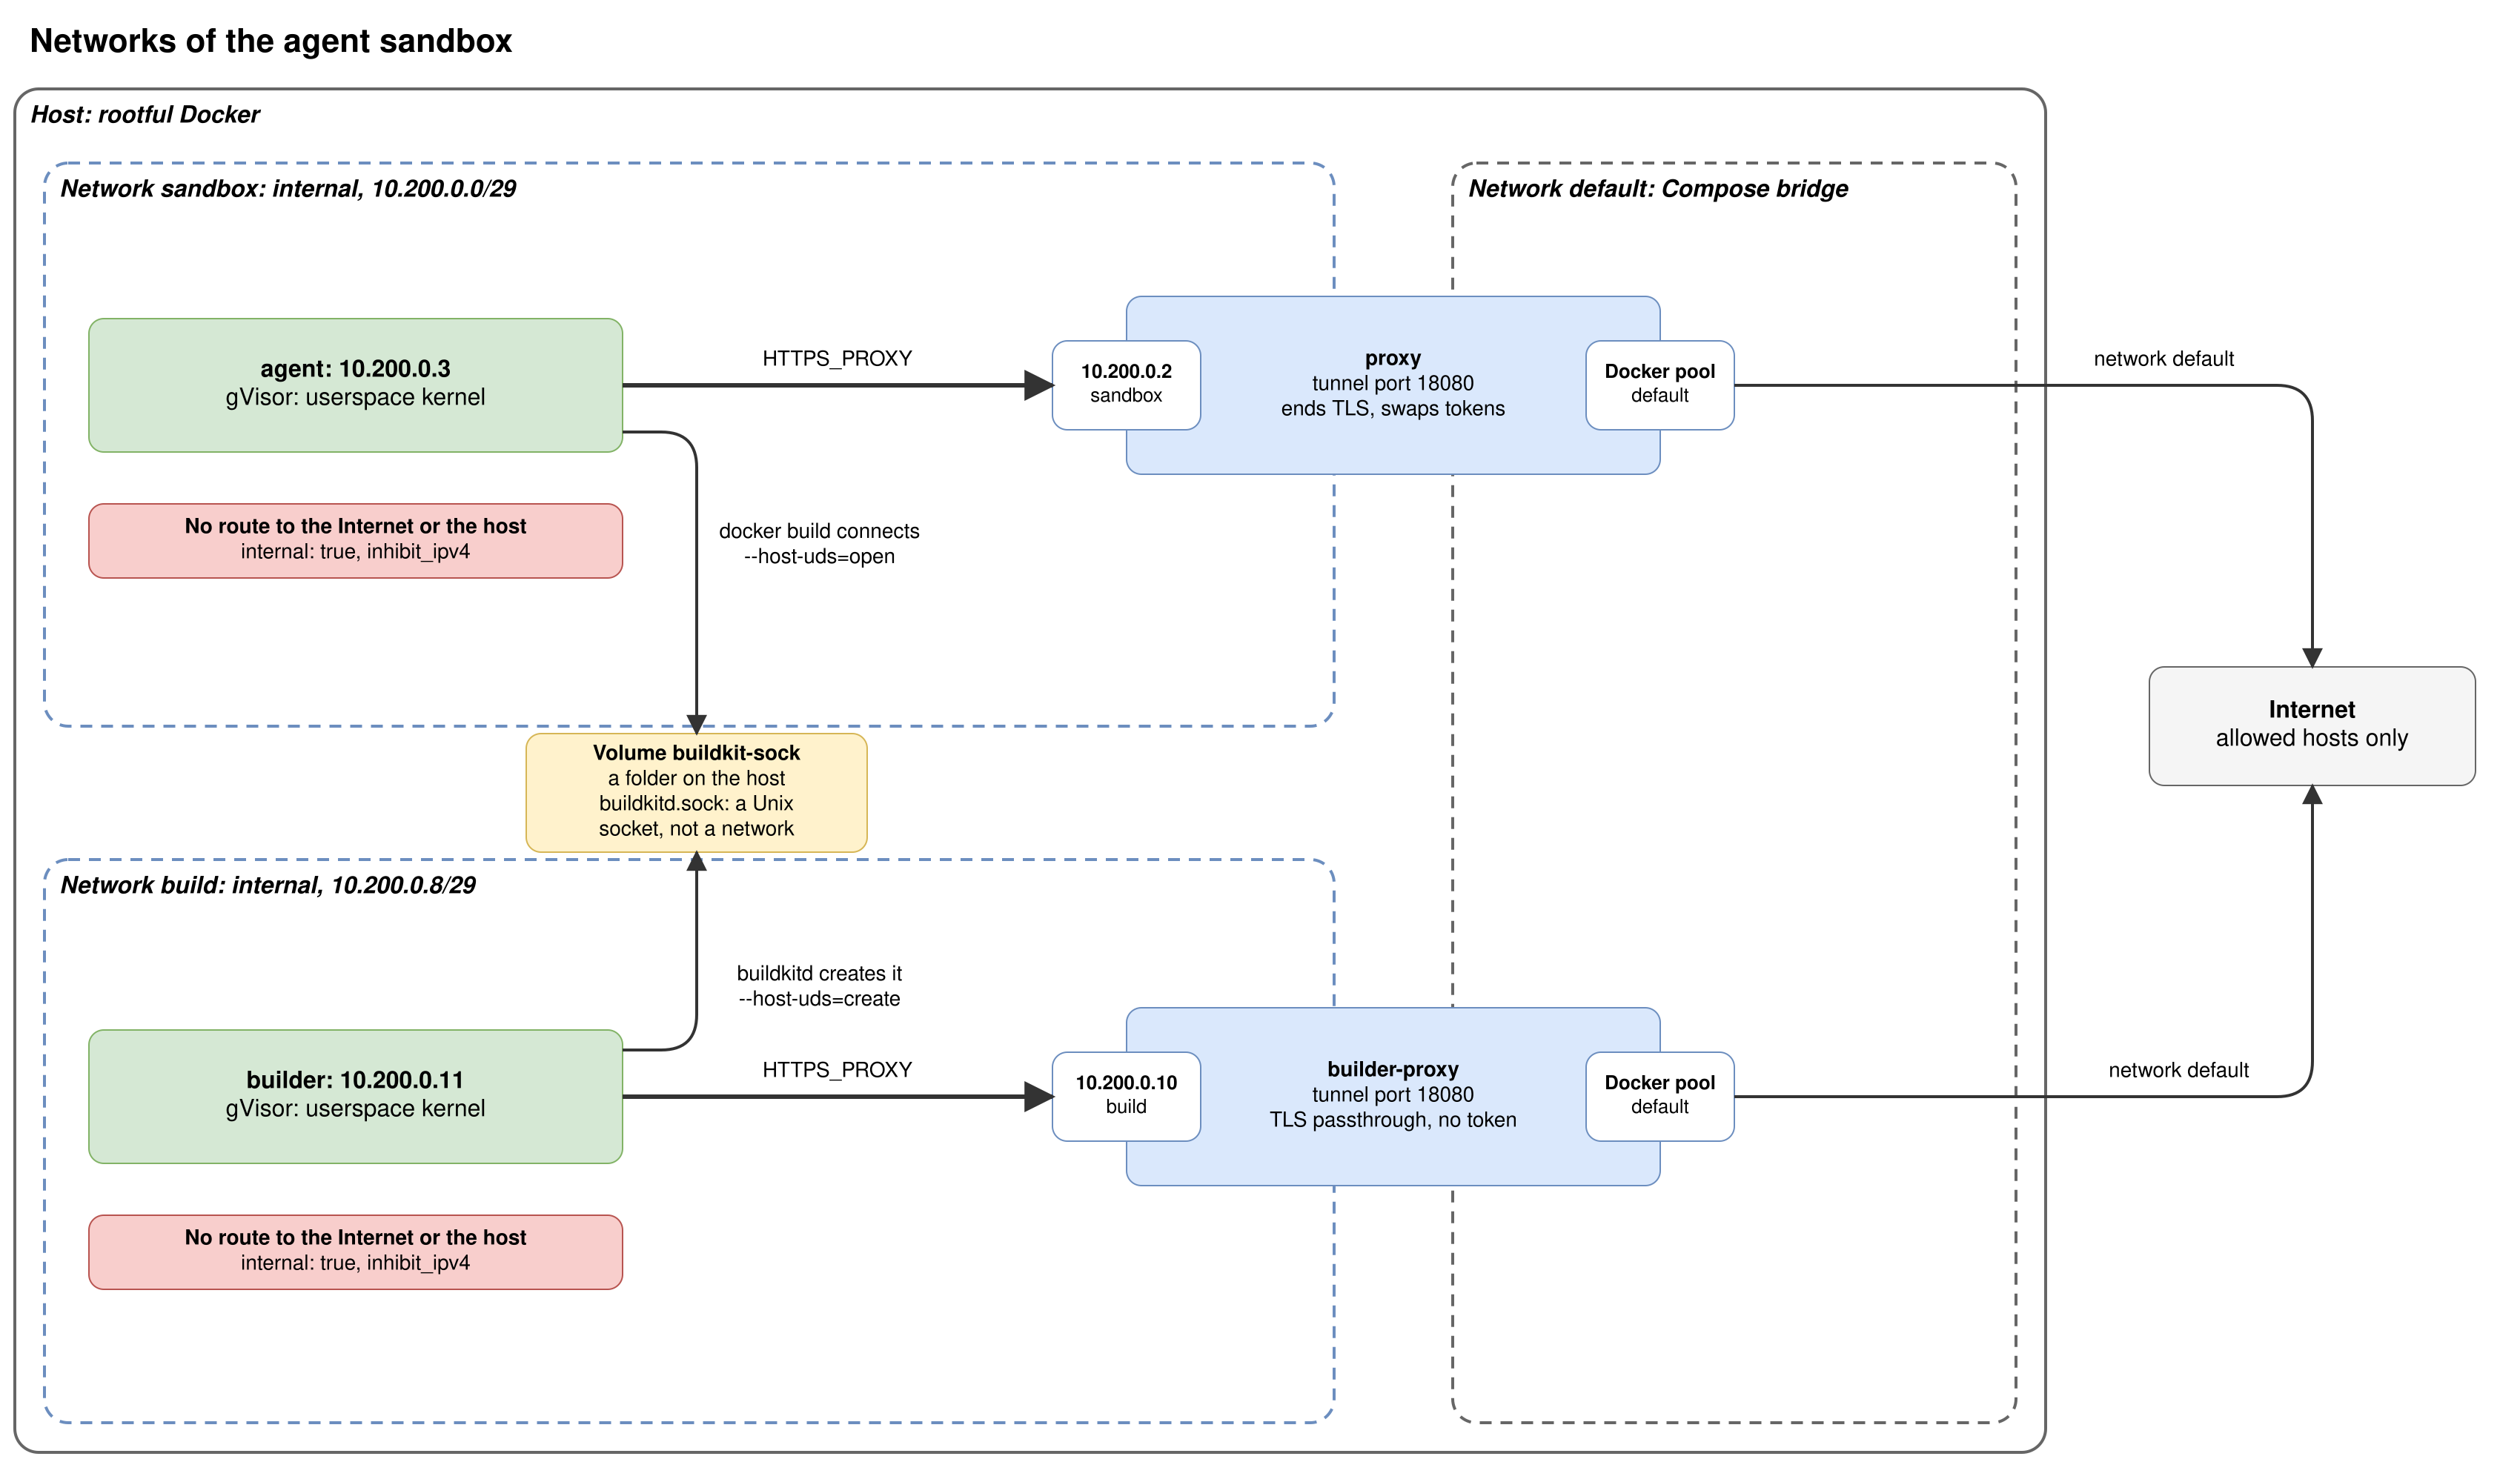 Networks of the agent sandbox
Host: rootful Docker
Network sandbox: internal, 10.200.0.0/29
Network default: Compose bridge
agent: 10.200.0.3
gVisor: userspace kernel
HTTPS_PROXY
10.200.0.2
sandbox
proxy
tunnel port 18080
ends TLS, swaps tokens
Docker pool
default
network default
No route to the Internet or the host
internal: true, inhibit_ipv4
docker build connects
--host-uds=open
Internet
allowed hosts only
Volume buildkit-sock
a folder on the host
buildkitd.sock: a Unix
socket, not a network
Network build: internal, 10.200.0.8/29
buildkitd creates it
--host-uds=create
builder: 10.200.0.11
gVisor: userspace kernel
HTTPS_PROXY
10.200.0.10
build
builder-proxy
tunnel port 18080
TLS passthrough, no token
Docker pool
default
network default
No route to the Internet or the host
internal: true, inhibit_ipv4